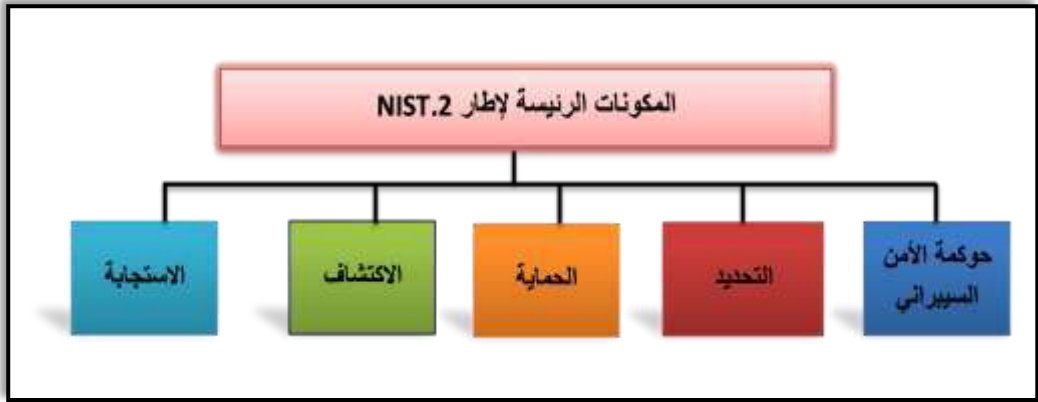 المكونات الرئيسة لإطار NIST.2
حوكمة الأمن
السيبراني
التحديد
الحماية
الاكتشاف
الاستجابة